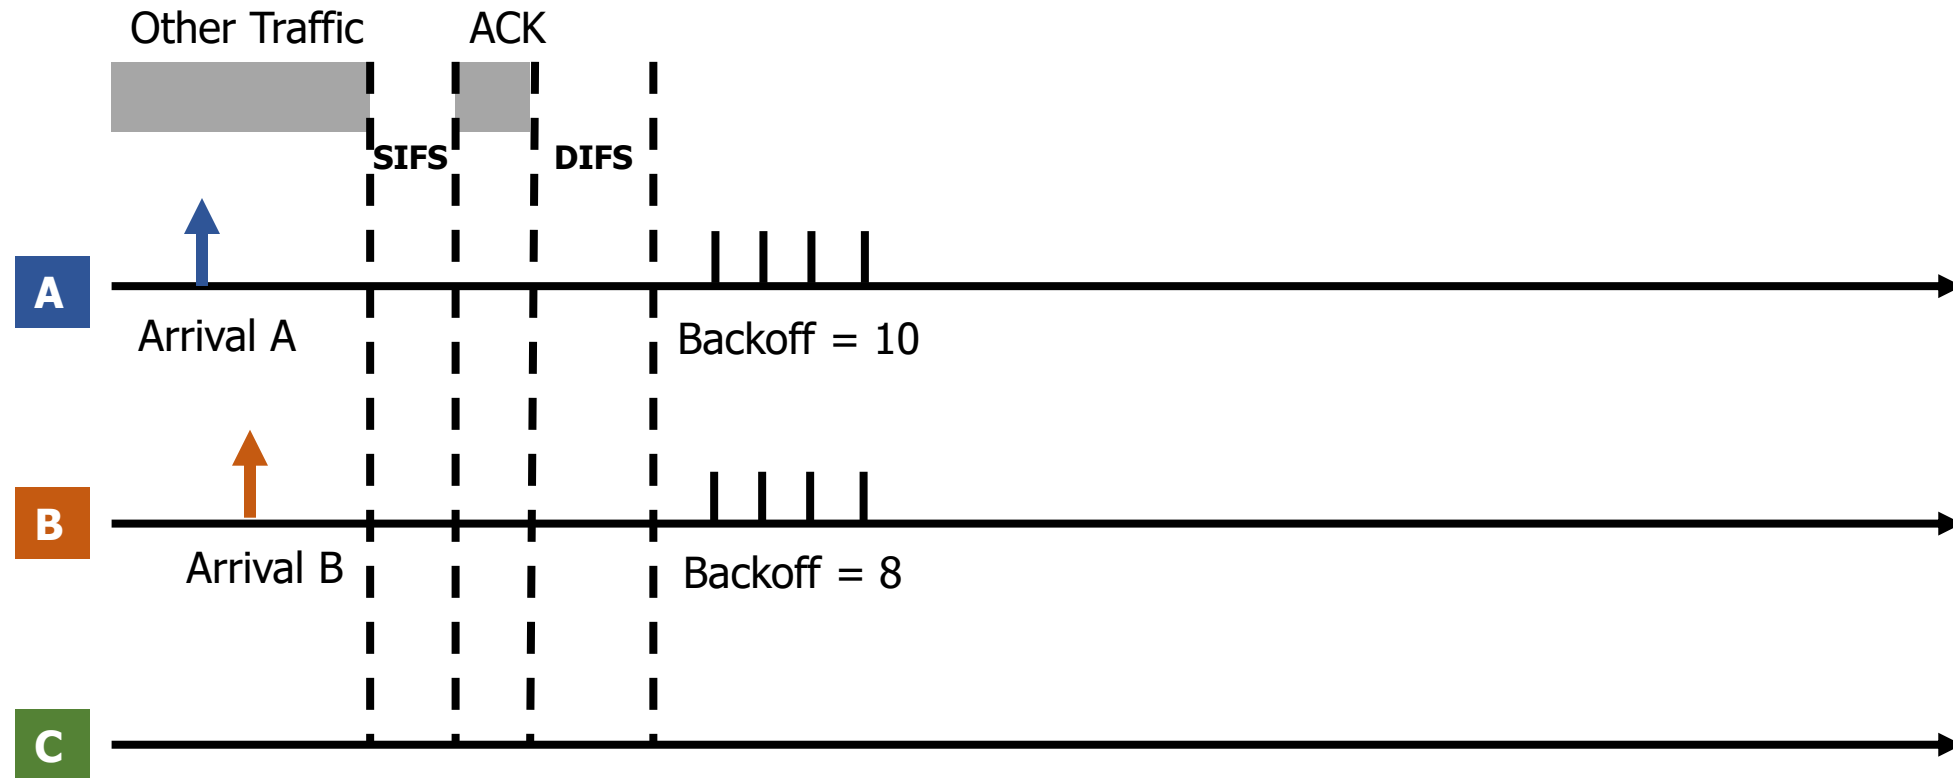 Other Traffic
ACK
SIFS
DIFS
A
Arrival A
Backoff = 10
B
Arrival B
Backoff = 8
C